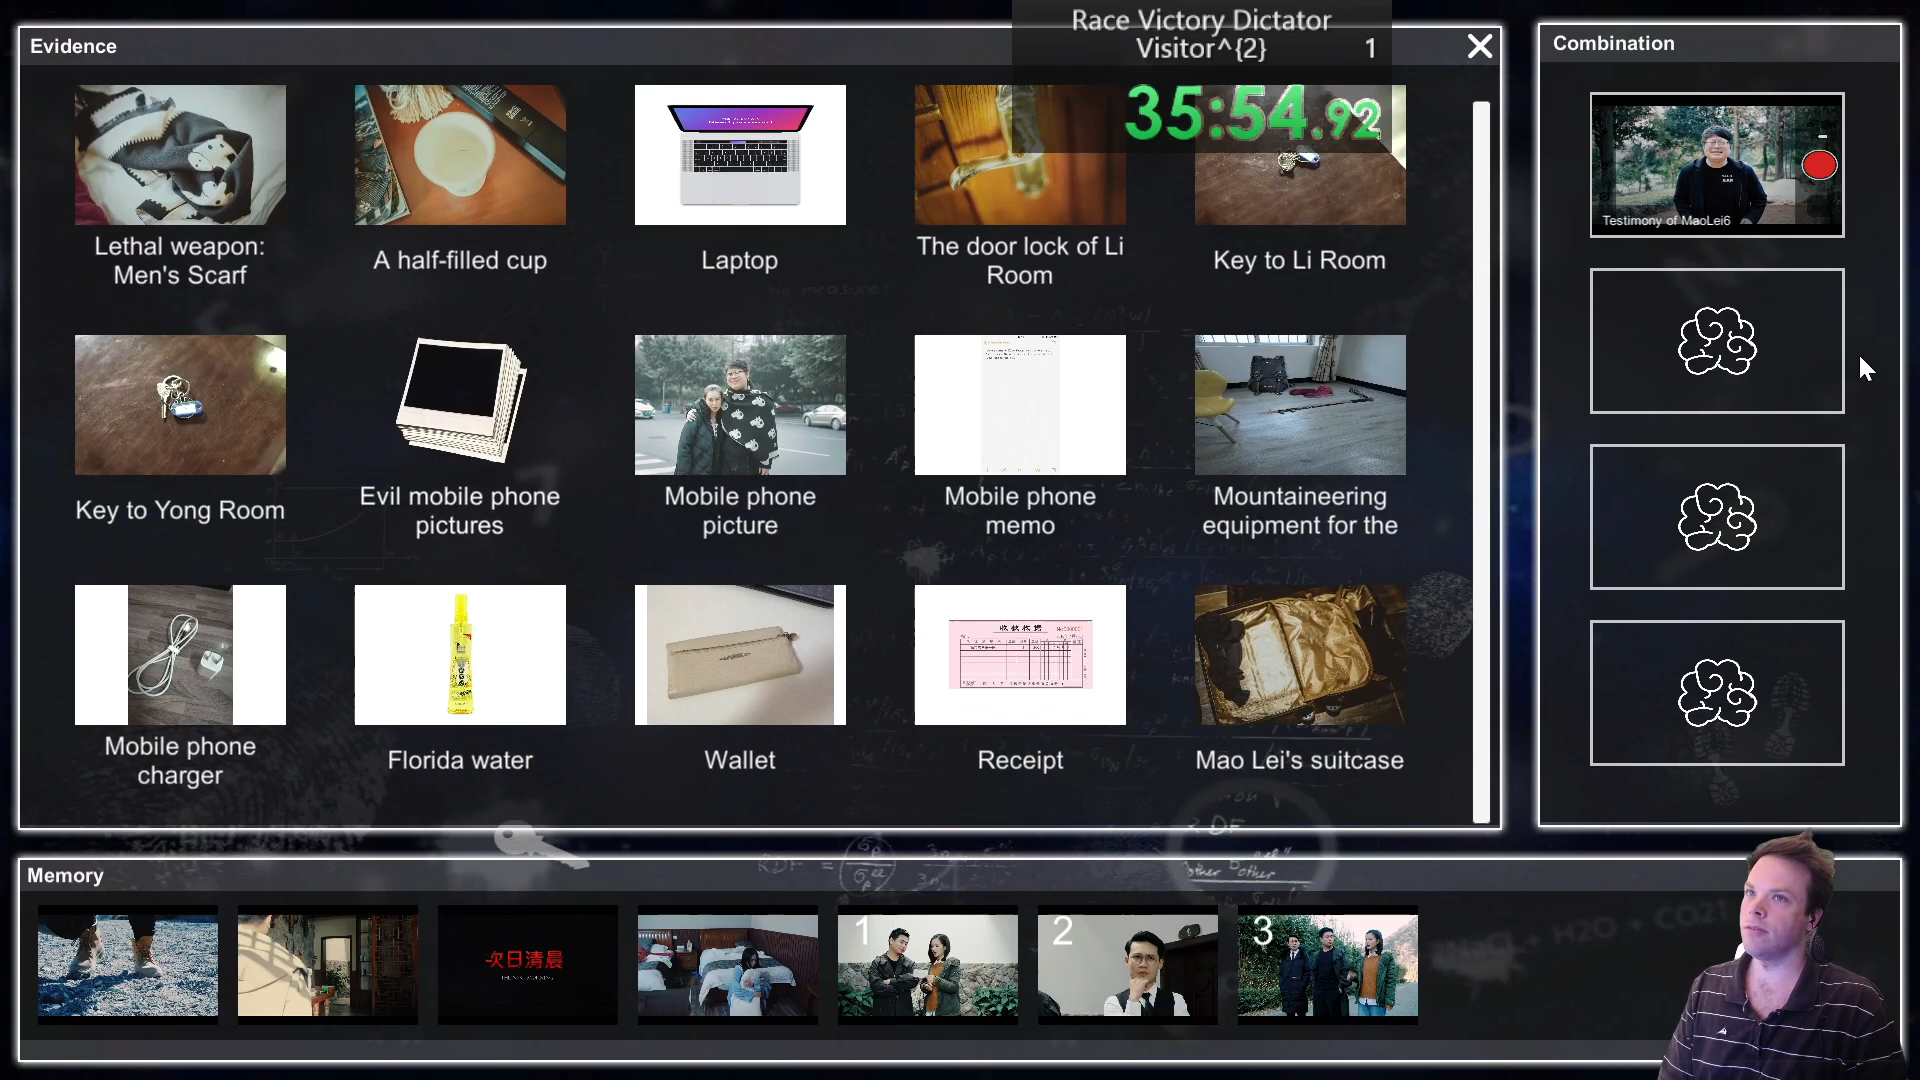 Race Victory Dictator
Visitor^{2} 1
35:54.92
Evidence
Combination
Lethal weapon:
Men's Scarf
A half-filled cup
Laptop
The door lock of Li
Room
Key to Li Room
Testimony of MaoLei6
Key to Yong Room
Evil mobile phone
pictures
Mobile phone
picture
Mobile phone
memo
Mountaineering
equipment for the
收款收据
Mobile phone
charger
Florida water
Wallet
Receipt
Mao Lei's suitcase
Memory
次日清晨
1
2
3